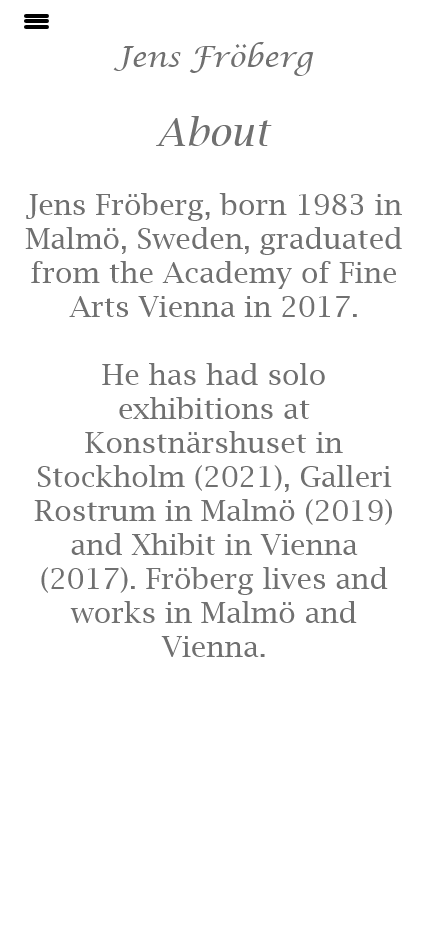 Jens Fröberg
About
Jens Fröberg, born 1983 in
Malmö, Sweden, graduated
from the Academy of Fine
Arts Vienna in 2017.
He has had solo
exhibitions at
Konstnärshuset in
Stockholm (2021), Galleri
Rostrum in Malmö (2019)
and Xhibit in Vienna
(2017). Fröberg lives and
works in Malmö and
Vienna.